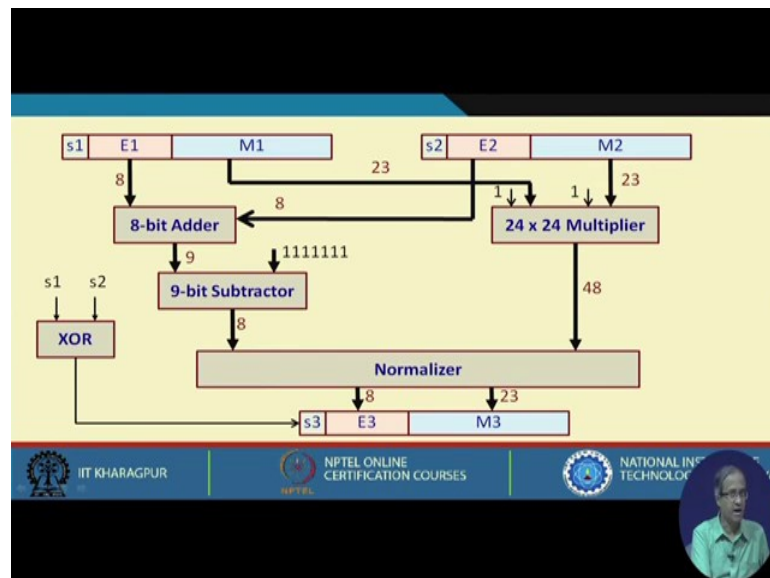 s1 E1 M1 s2 E2 M2
23
8 1 1 23
8
8-bit Adder 24 x 24 Multiplier
9 1111111
s1 s2 9-bit Subtractor 48
8
XOR
Normalizer
8 23
s3 E3 M3
IIT KHARAGPUR
NPTEL
NPTEL ONLINE
CERTIFICATION COURSES
NATIONAL